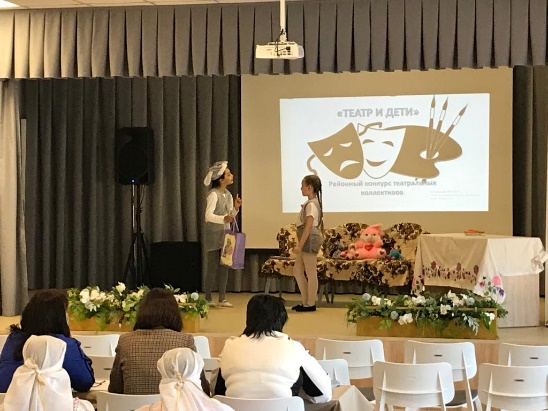 «ТЕАТР И ДЕТИ»
Районный конкурс театральных
коллективов